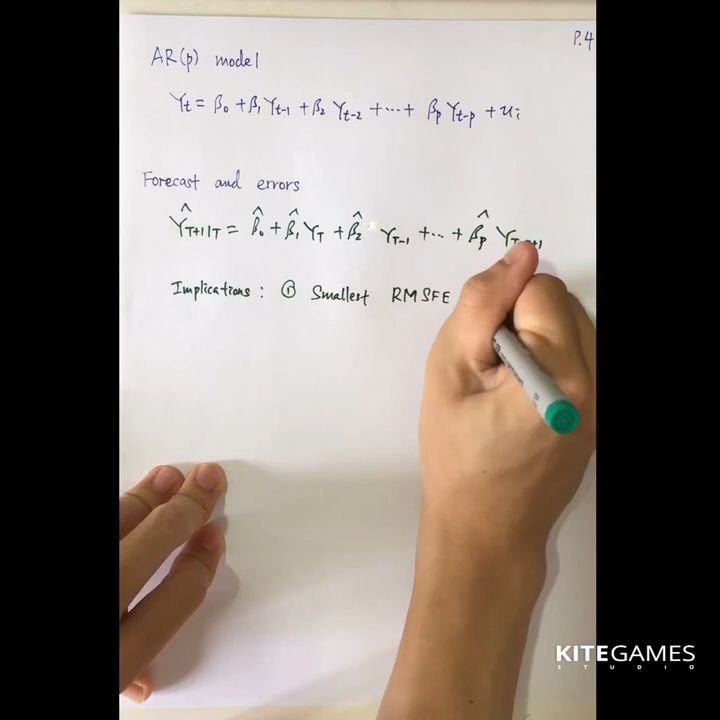 P.4
AR(p) model
Yt = β0 + β1 Yt-1 + β2 Yt-2 + ··· + βp Yt-p + ui
Forecast and errors
ŶT+1|T = β̂0 + β̂1 YT + β̂2 YT-1 + ··· + β̂p
Implications: ① Smallest RMSFE
KITEGAMES
STUDIO